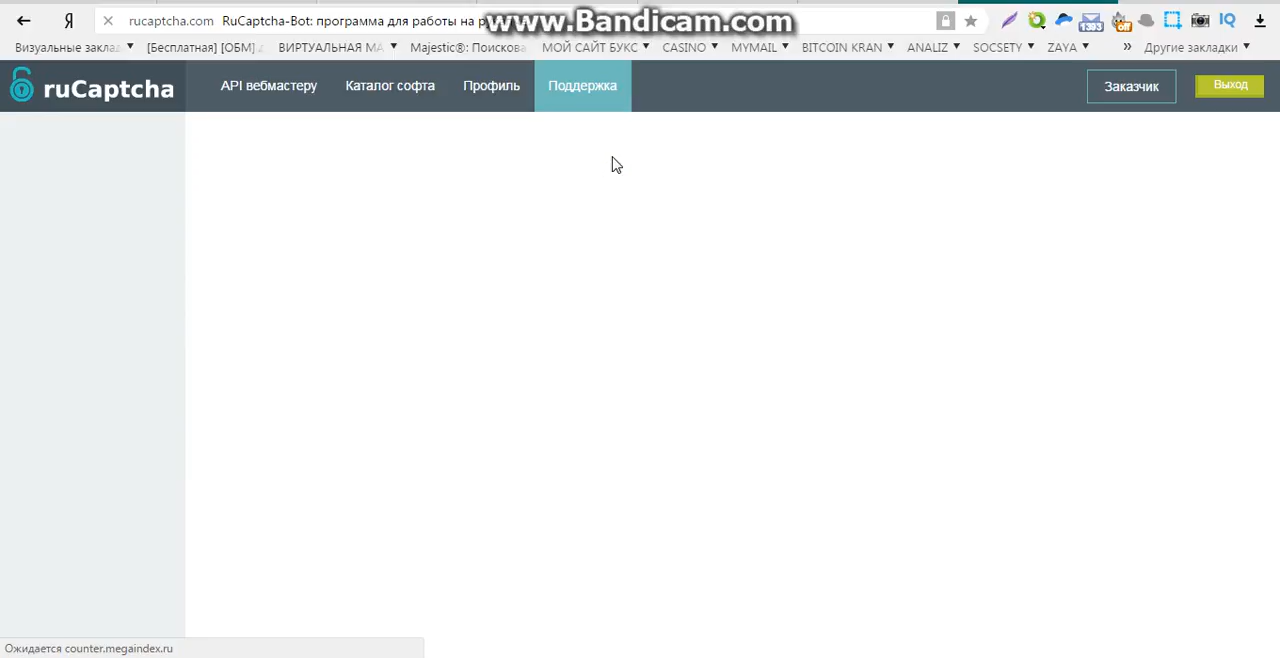 www.Bandicam.com
Я rucaptcha.com RuCaptcha-Bot: программа для работы на
Визуальные заклад [Бесплатная] [ОБМ] ВИРТУАЛЬНАЯ МА Majestic®: Поискова МОЙ САЙТ БУКС CASINO MYMAIL BITCOIN KRAN ANALIZ SOCSETY ZAYA » Другие закладки
ruCaptcha API вебмастеру Каталог софта Профиль Поддержка Заказчик Выход
Ожидается counter.megaindex.ru